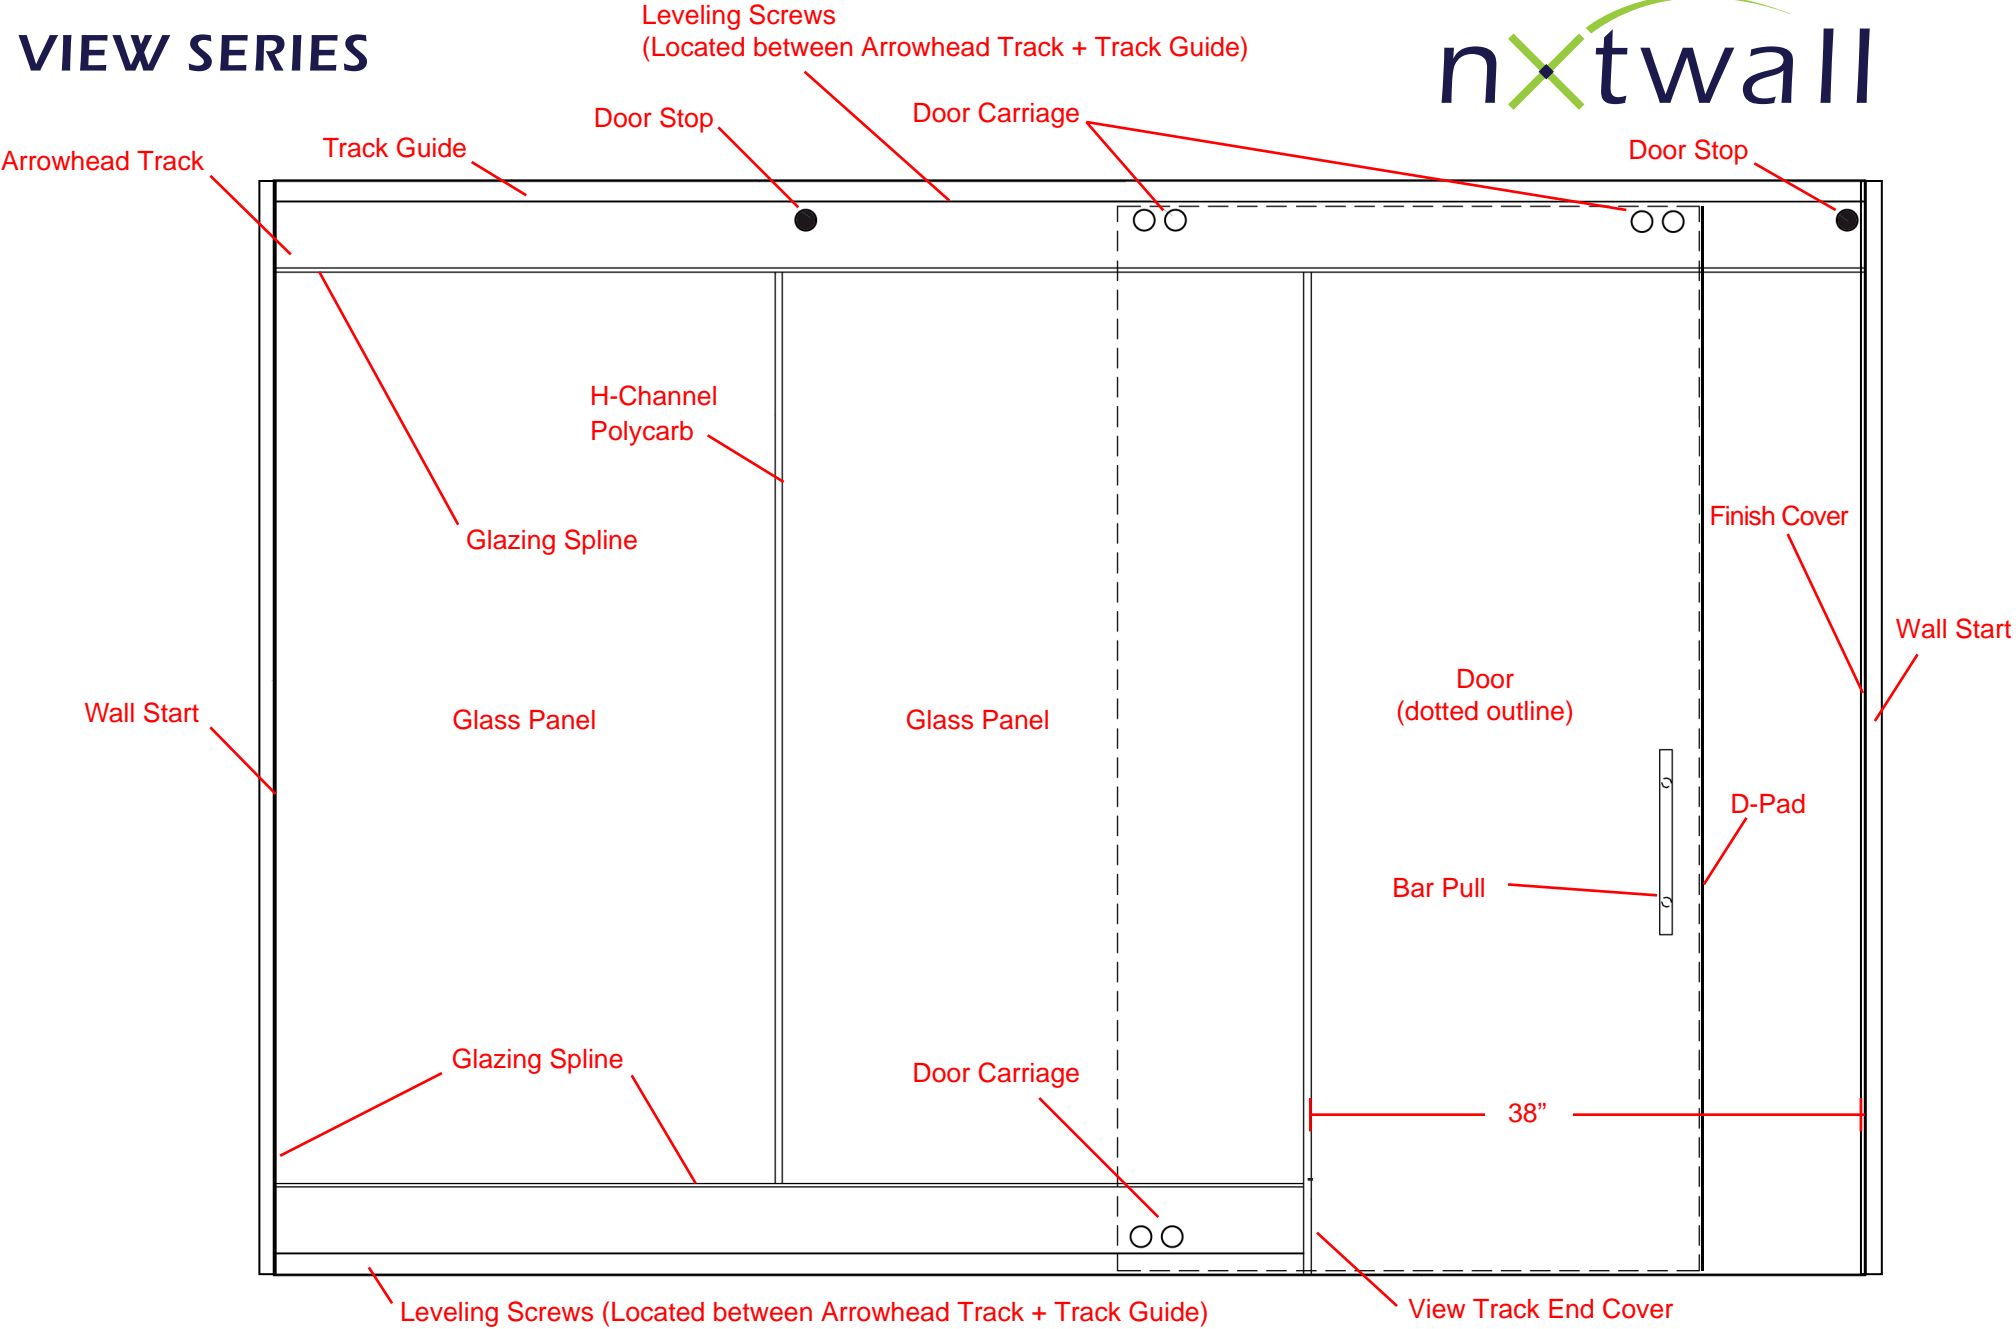 VIEW SERIES
Leveling Screws
(Located between Arrowhead Track + Track Guide)
nxtwall
Door Stop
Door Carriage
Door Stop
Arrowhead Track
Track Guide
H-Channel
Polycarb
Glazing Spline
Finish Cover
Wall Start
Door
(dotted outline)
Wall Start
Glass Panel
Glass Panel
D-Pad
Bar Pull
Glazing Spline
Door Carriage
38”
Leveling Screws (Located between Arrowhead Track + Track Guide)
View Track End Cover